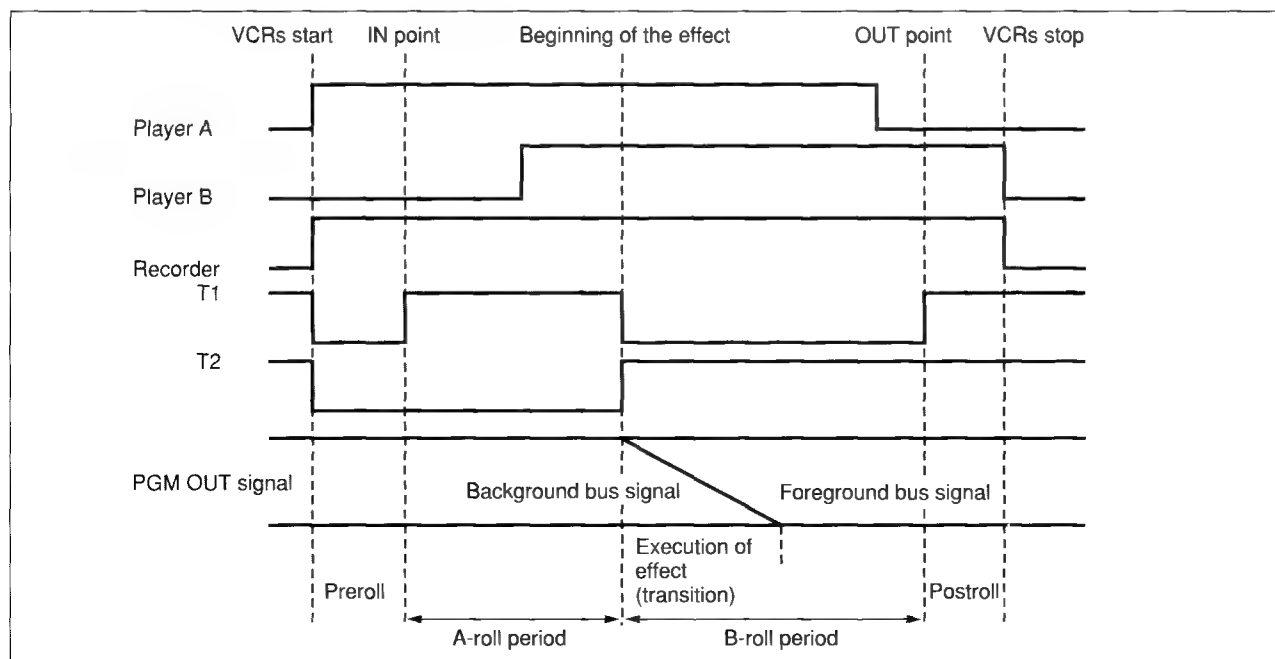 VCRs start IN point Beginning of the effect OUT point VCRs stop
Player A
Player B
Recorder
T1
T2
PGM OUT signal
Background bus signal Foreground bus signal
Execution of
effect
(transition)
Preroll Postroll
A-roll period B-roll period